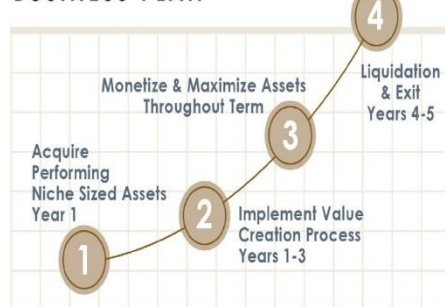 4
Monetize & Maximize Assets
Throughout Term
3
Liquidation
& Exit
Years 4-5
Acquire
Performing
Niche Sized Assets
Year 1
1
2
Implement Value
Creation Process
Years 1-3